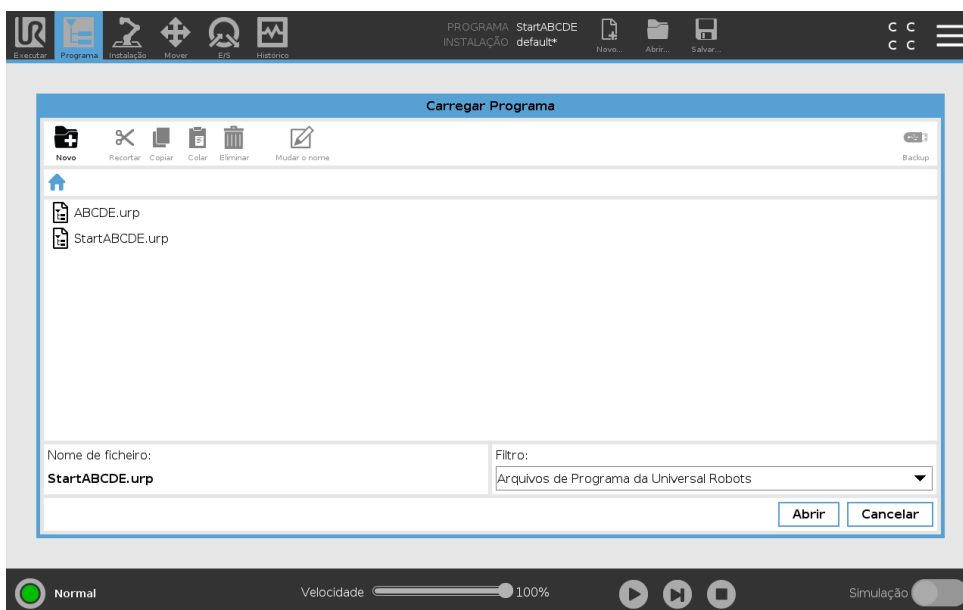 PROGRAMA StartABCDE
INSTALAÇÃO default*
Executar Programa Instalação Mover E/S Histórico Novo... Abrir... Salvar...
C C
C C
Carregar Programa
Novo Recortar Copiar Colar Eliminar Mudar o nome Backup
ABCDE.urp
StartABCDE.urp
Nome de ficheiro: Filtro:
StartABCDE.urp Arquivos de Programa da Universal Robots
Abrir Cancelar
Normal Velocidade 100% Simulação